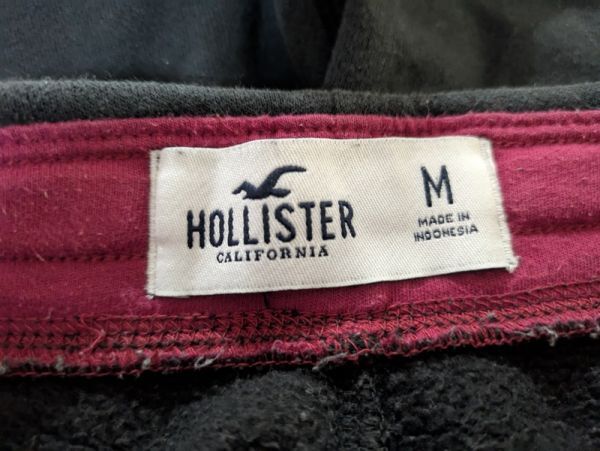 HOLLISTER
CALIFORNIA
M
MADE IN
INDONESIA